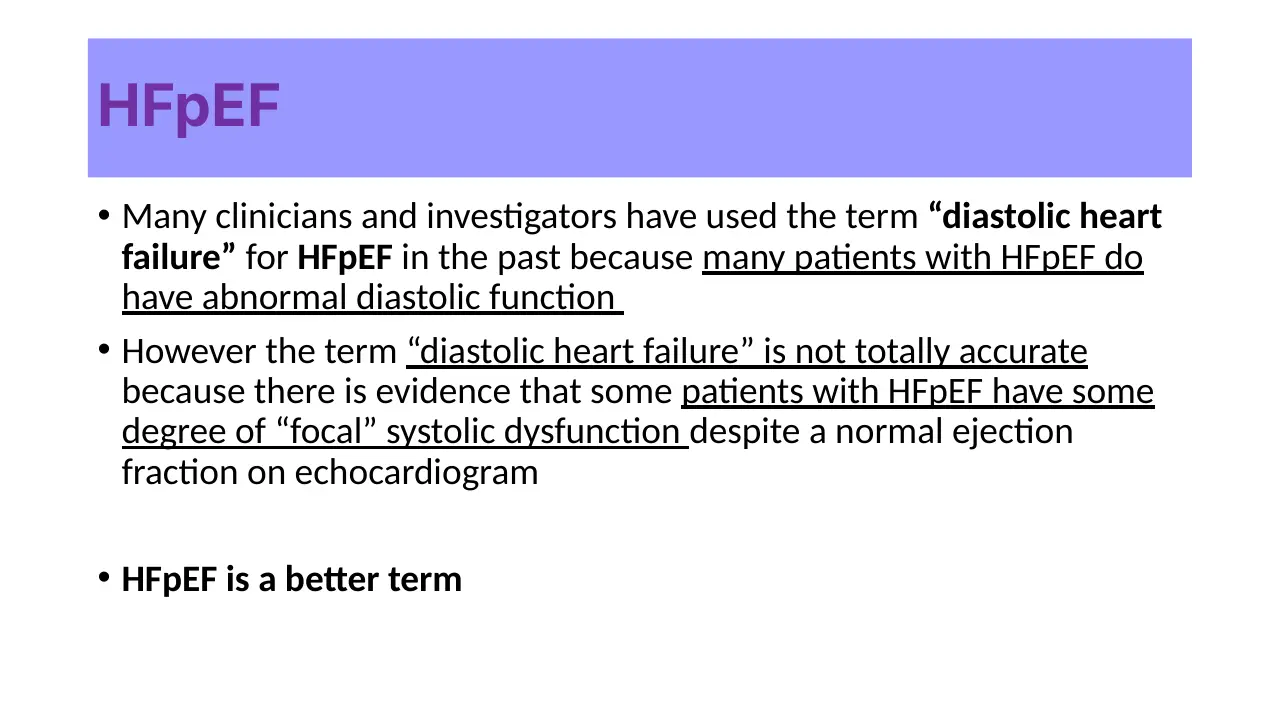 HFpEF
• Many clinicians and investigators have used the term “diastolic heart
failure” for HFpEF in the past because many patients with HFpEF do
have abnormal diastolic function
• However the term “diastolic heart failure” is not totally accurate
because there is evidence that some patients with HFpEF have some
degree of “focal” systolic dysfunction despite a normal ejection
fraction on echocardiogram
• HFpEF is a better term